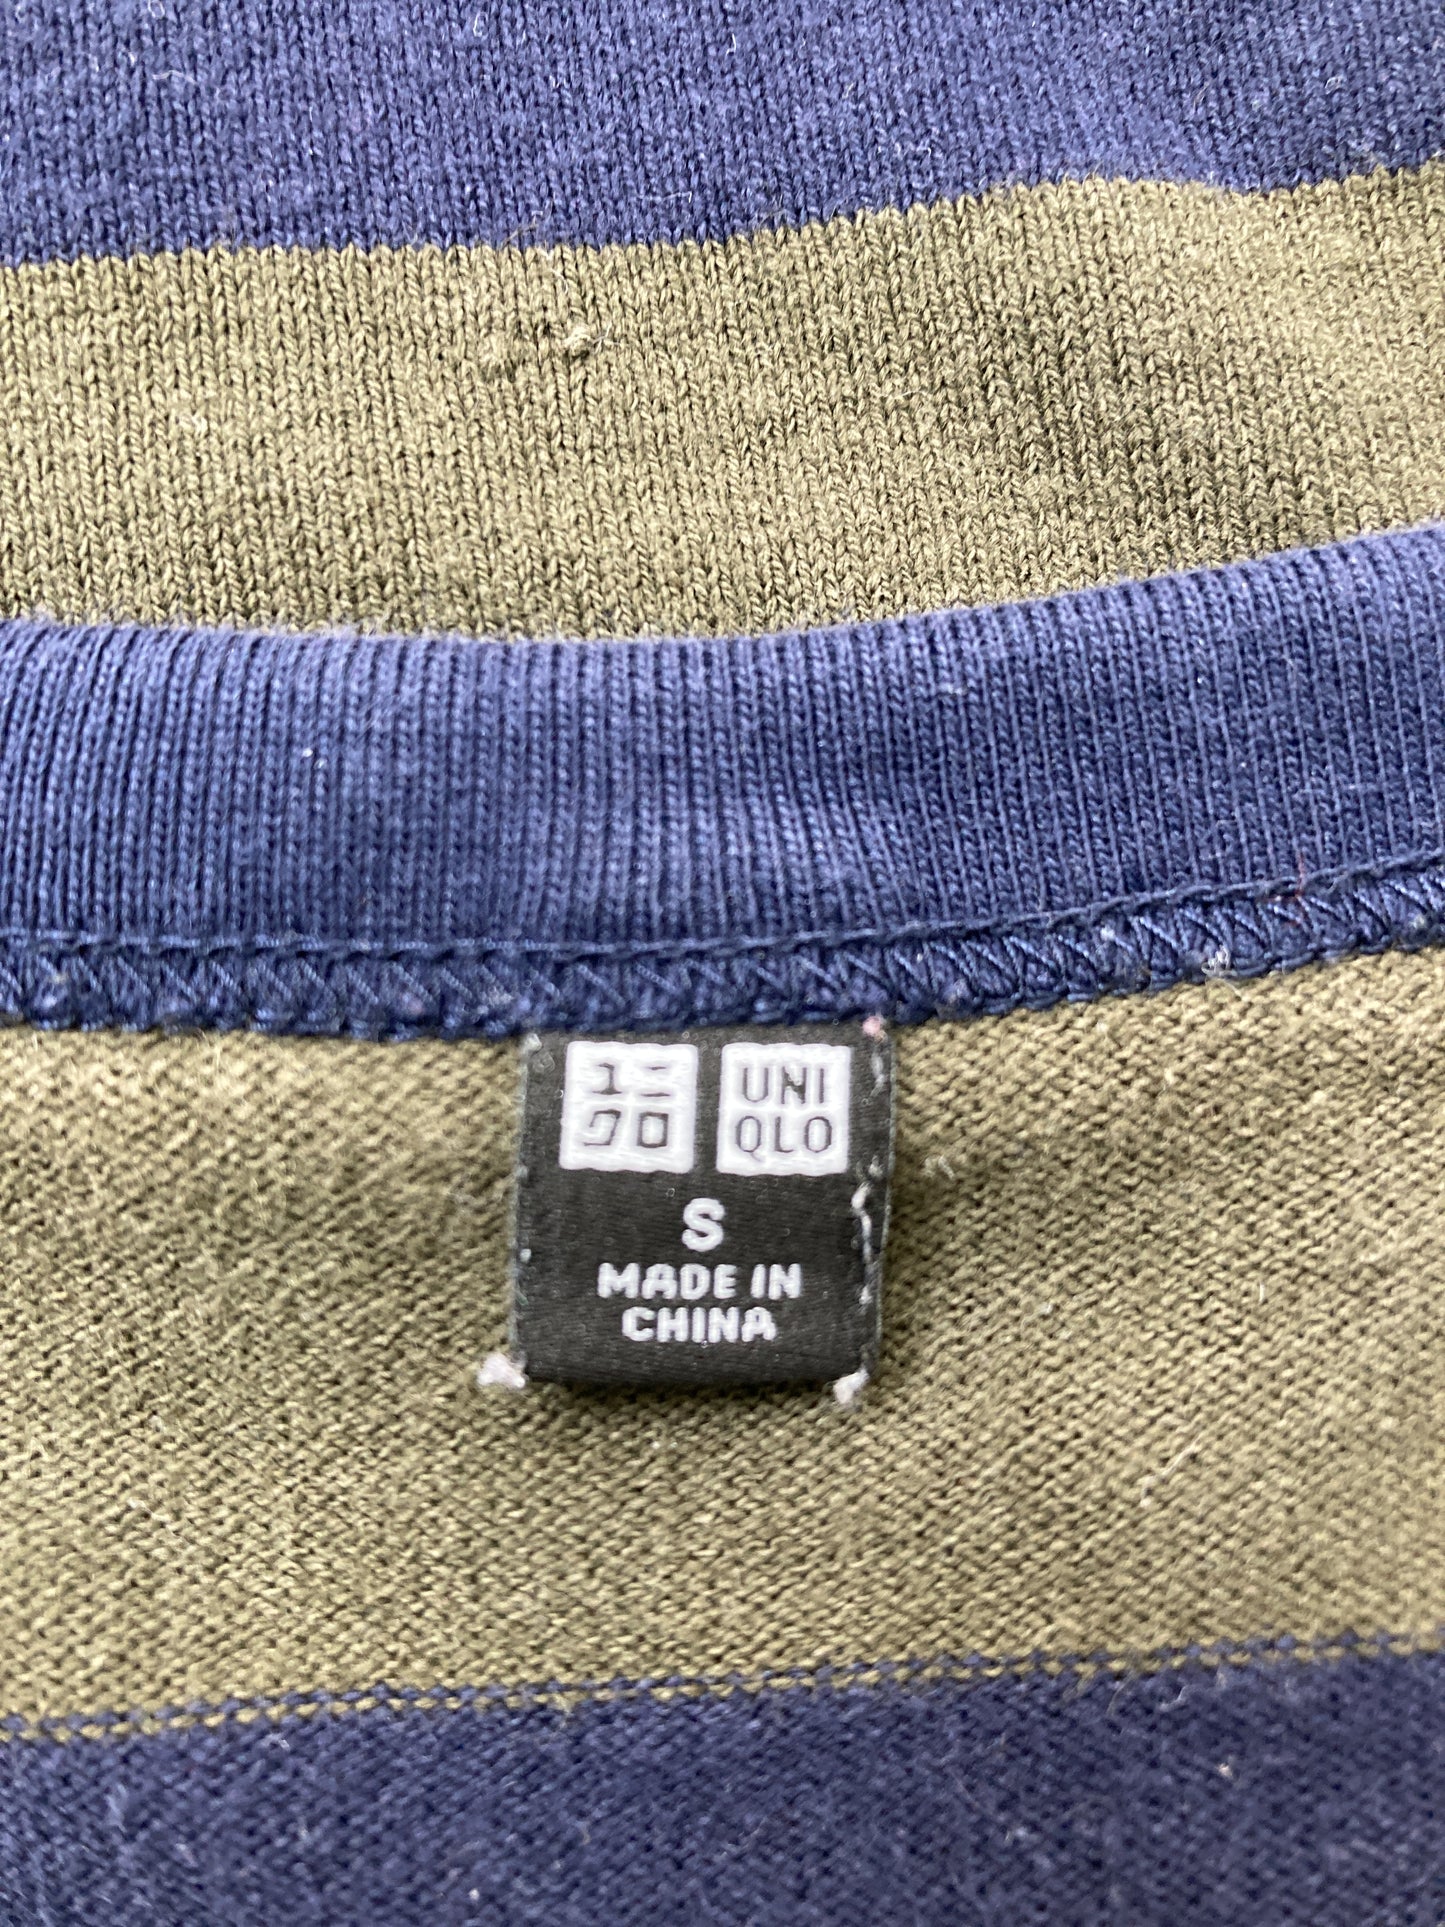 ユニ UNI
クロ QLO
S
MADE IN
CHINA